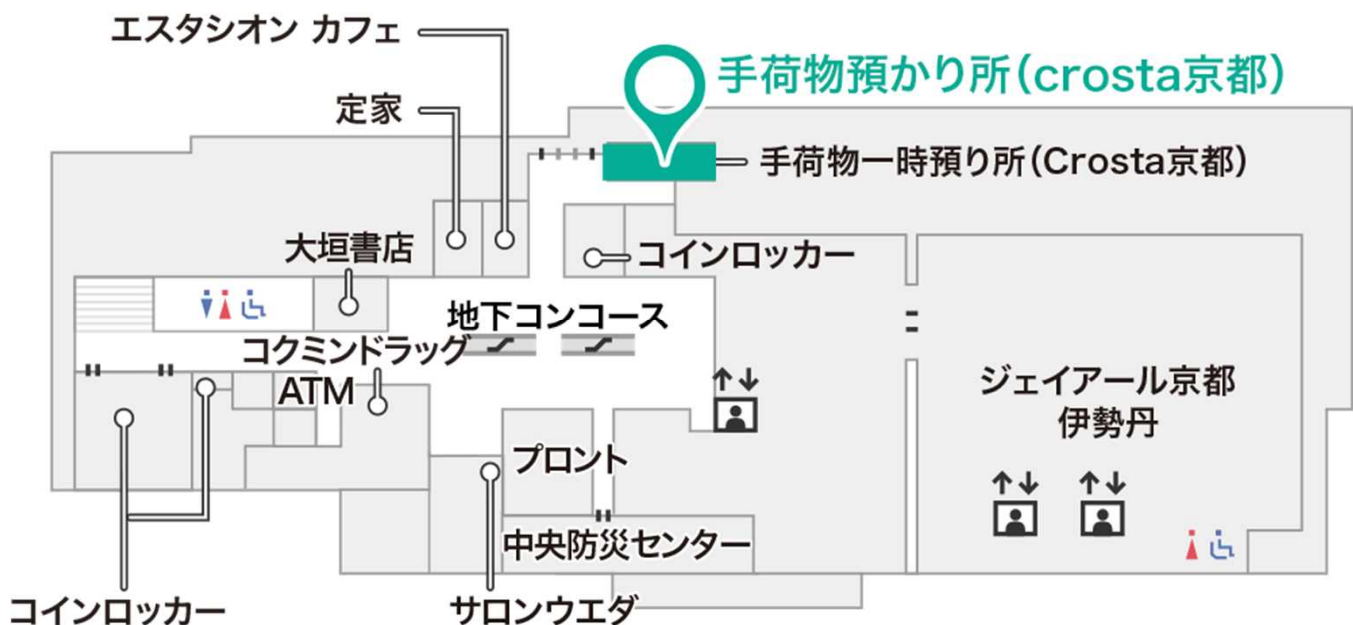 エスタシオン カフェ
手荷物預かり所(crosta京都)
定家
手荷物一時預り所(Crosta京都)
大垣書店
コインロッカー
地下コンコース
コクミンドラッグ
ATM
ジェイアール京都
伊勢丹
プロント
中央防災センター
コインロッカー
サロンウエダ